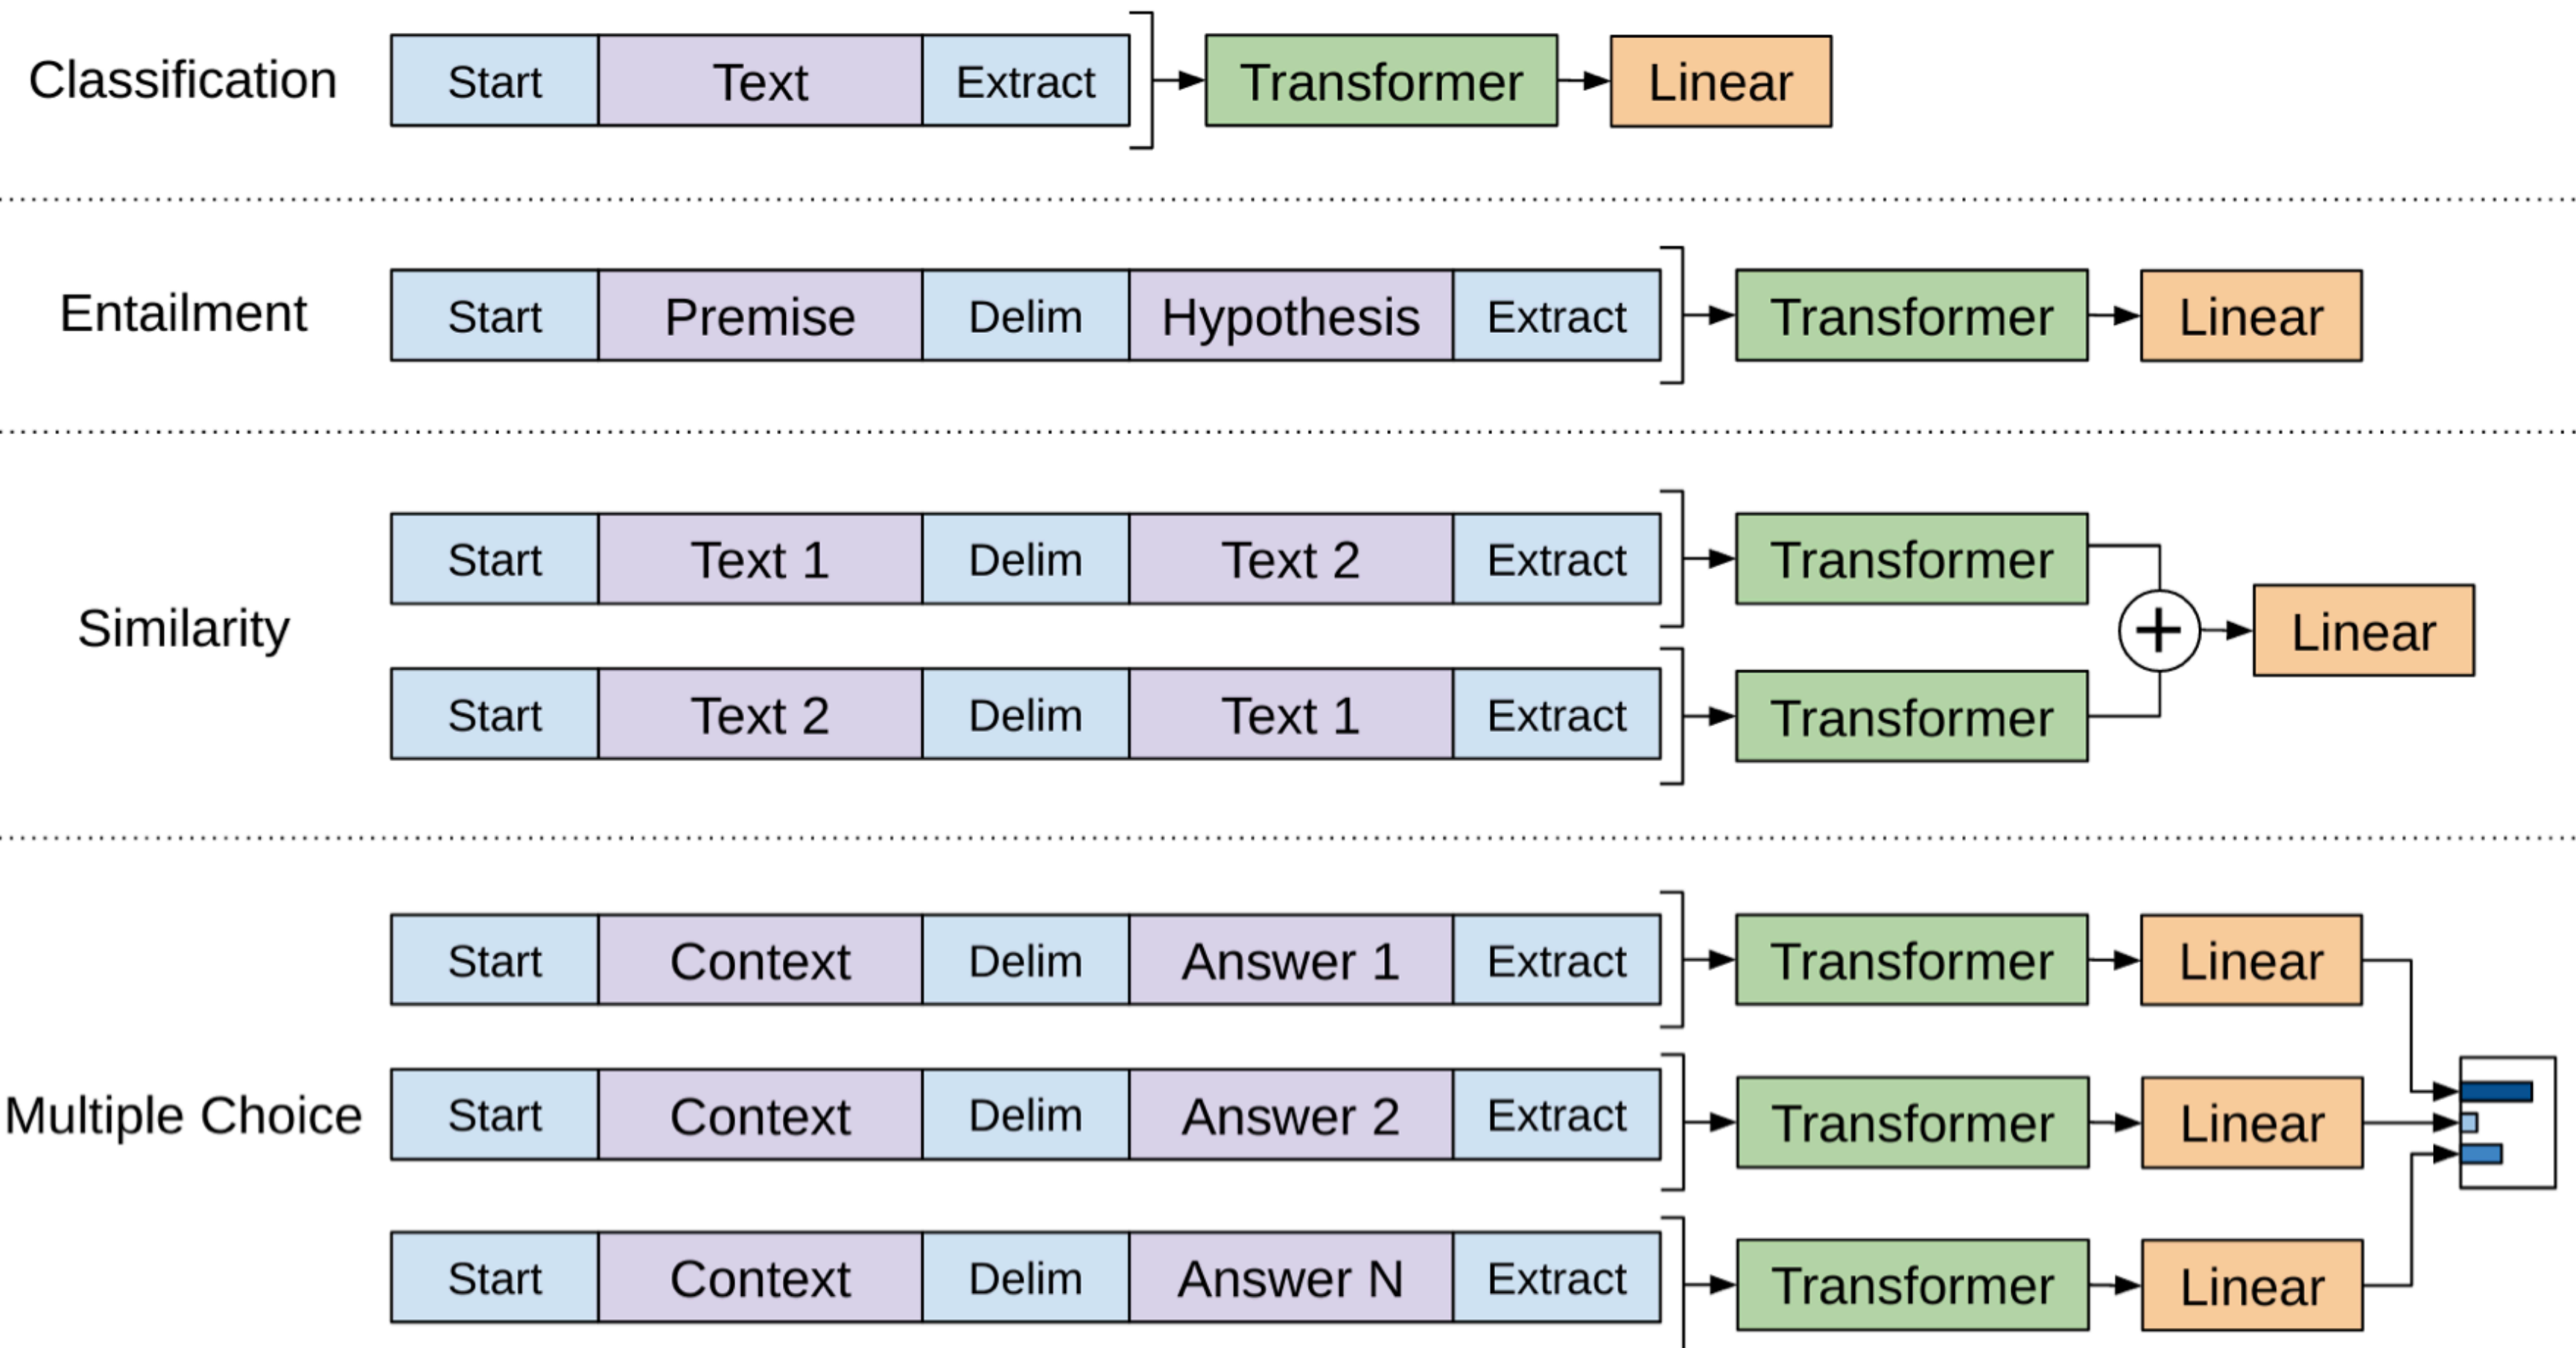 Classification
Start Text Extract Transformer Linear
Entailment
Start Premise Delim Hypothesis Extract Transformer Linear
Similarity
Start Text 1 Delim Text 2 Extract Transformer
+ Linear
Start Text 2 Delim Text 1 Extract Transformer
Multiple Choice
Start Context Delim Answer 1 Extract Transformer Linear
Start Context Delim Answer 2 Extract Transformer Linear
Start Context Delim Answer N Extract Transformer Linear